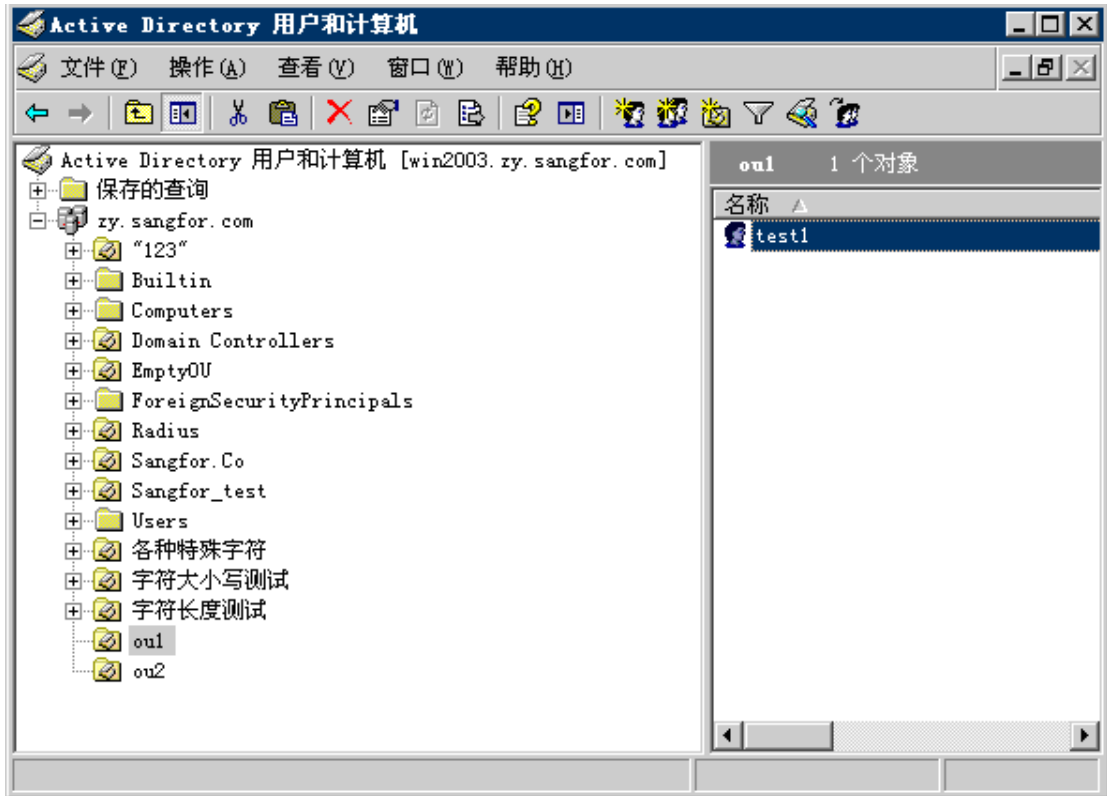 Active Directory 用户和计算机
文件(F) 操作(A) 查看(V) 窗口(W) 帮助(H)
Active Directory 用户和计算机 [win2003.zy.sangfor.com]
保存的查询
zy.sangfor.com
"123"
Builtin
Computers
Domain Controllers
EmptyOU
ForeignSecurityPrincipals
Radius
Sangfor.Co
Sangfor_test
Users
各种特殊字符
字符大小写测试
字符长度测试
ou1
ou2
ou1 1 个对象
名称
test1